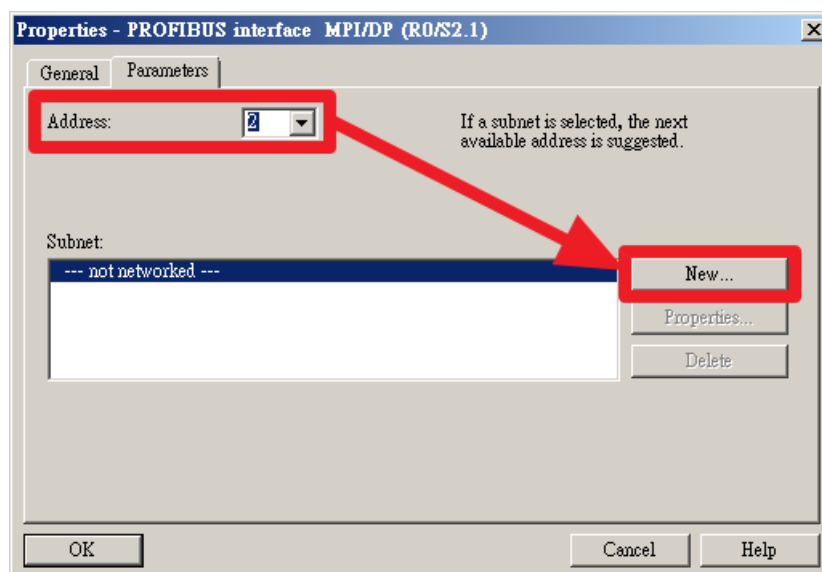 Properties - PROFIBUS interface MPI/DP (R0/S2.1)
General Parameters
Address: 2
If a subnet is selected, the next
available address is suggested.
Subnet:
--- not networked ---
New...
Properties...
Delete
OK Cancel Help